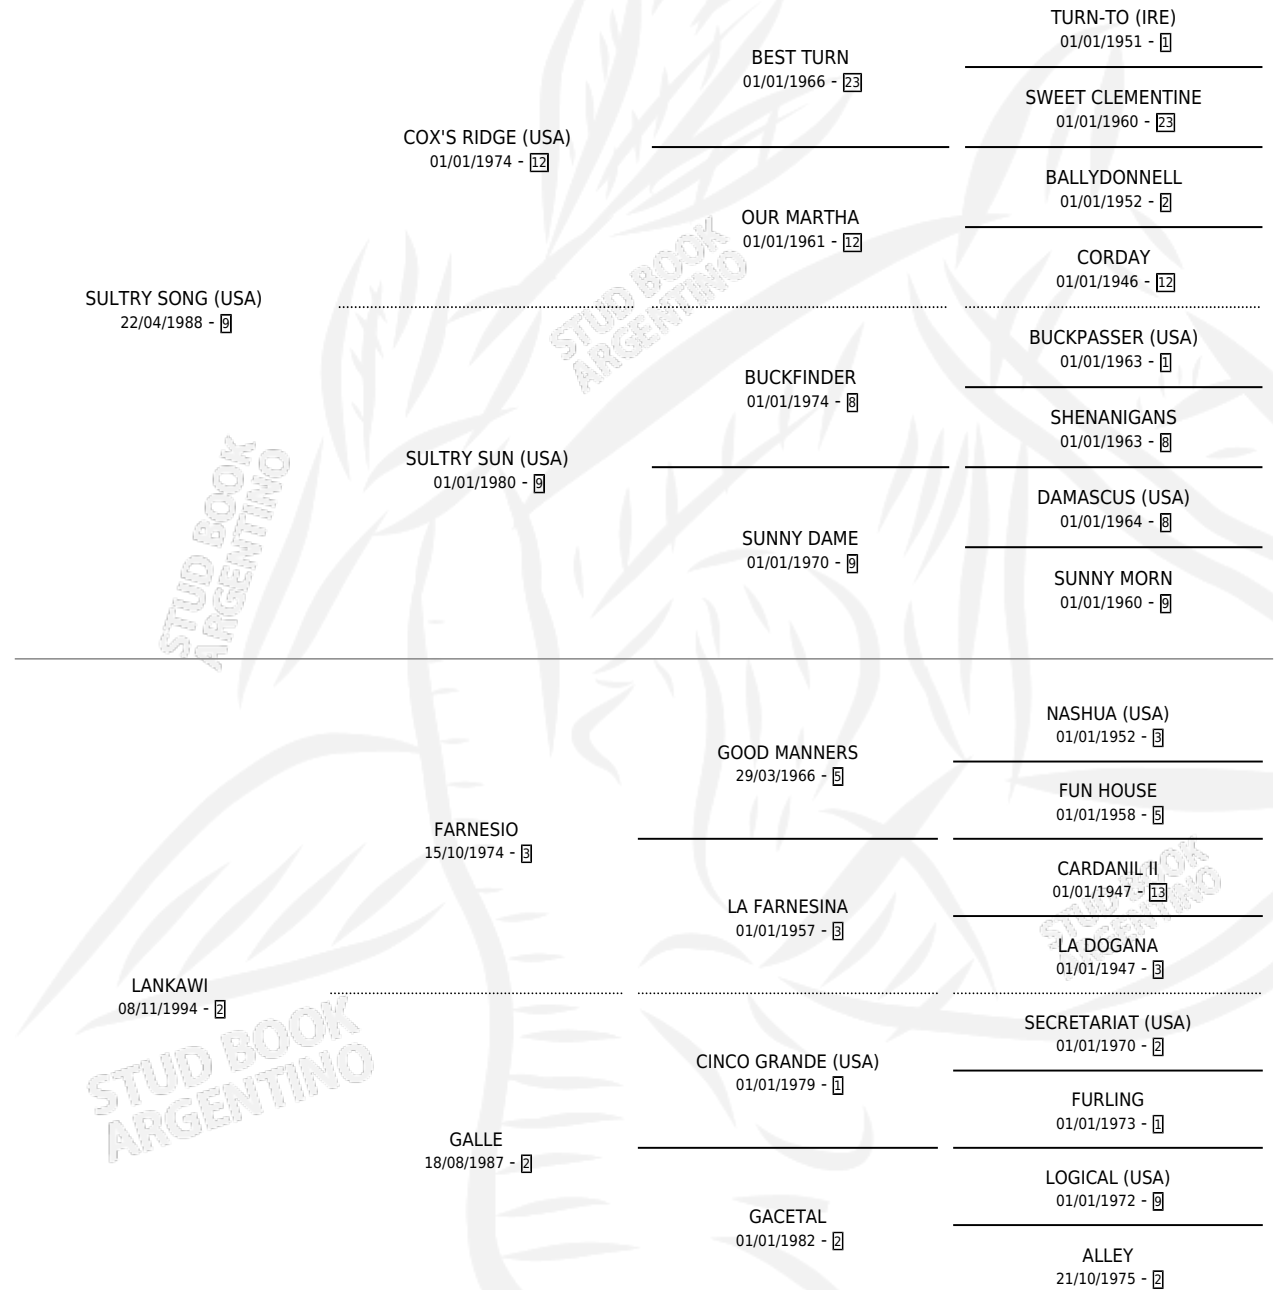 TURN-TO (IRE)
01/01/1951 - 1
BEST TURN
01/01/1966 - 23
SWEET CLEMENTINE
01/01/1960 - 23
COX'S RIDGE (USA)
01/01/1974 - 12
BALLYDONNELL
01/01/1952 - 2
OUR MARTHA
01/01/1961 - 12
CORDAY
01/01/1946 - 12
SULTRY SONG (USA)
22/04/1988 - 9
STUD BOOK
ARGENTINO
BUCKPASSER (USA)
01/01/1963 - 1
BUCKFINDER
01/01/1974 - 8
SHENANIGANS
01/01/1963 - 8
SULTRY SUN (USA)
01/01/1980 - 9
DAMASCUS (USA)
01/01/1964 - 8
SUNNY DAME
01/01/1970 - 9
SUNNY MORN
01/01/1960 - 9
STUD BOOK
ARGENTINO
NASHUA (USA)
01/01/1952 - 3
GOOD MANNERS
29/03/1966 - 5
FUN HOUSE
01/01/1958 - 5
FARNESIO
15/10/1974 - 3
CARDANIL II
01/01/1947 - 13
LA FARNESINA
01/01/1957 - 3
STUD BOOK
ARGENTINO
LA DOGANA
01/01/1947 - 3
LANKAWI
08/11/1994 - 2
SECRETARIAT (USA)
01/01/1970 - 2
CINCO GRANDE (USA)
01/01/1979 - 1
STUD BOOK
ARGENTINO
FURLING
01/01/1973 - 1
GALLE
18/08/1987 - 2
LOGICAL (USA)
01/01/1972 - 9
GACETAL
01/01/1982 - 2
ALLEY
21/10/1975 - 2